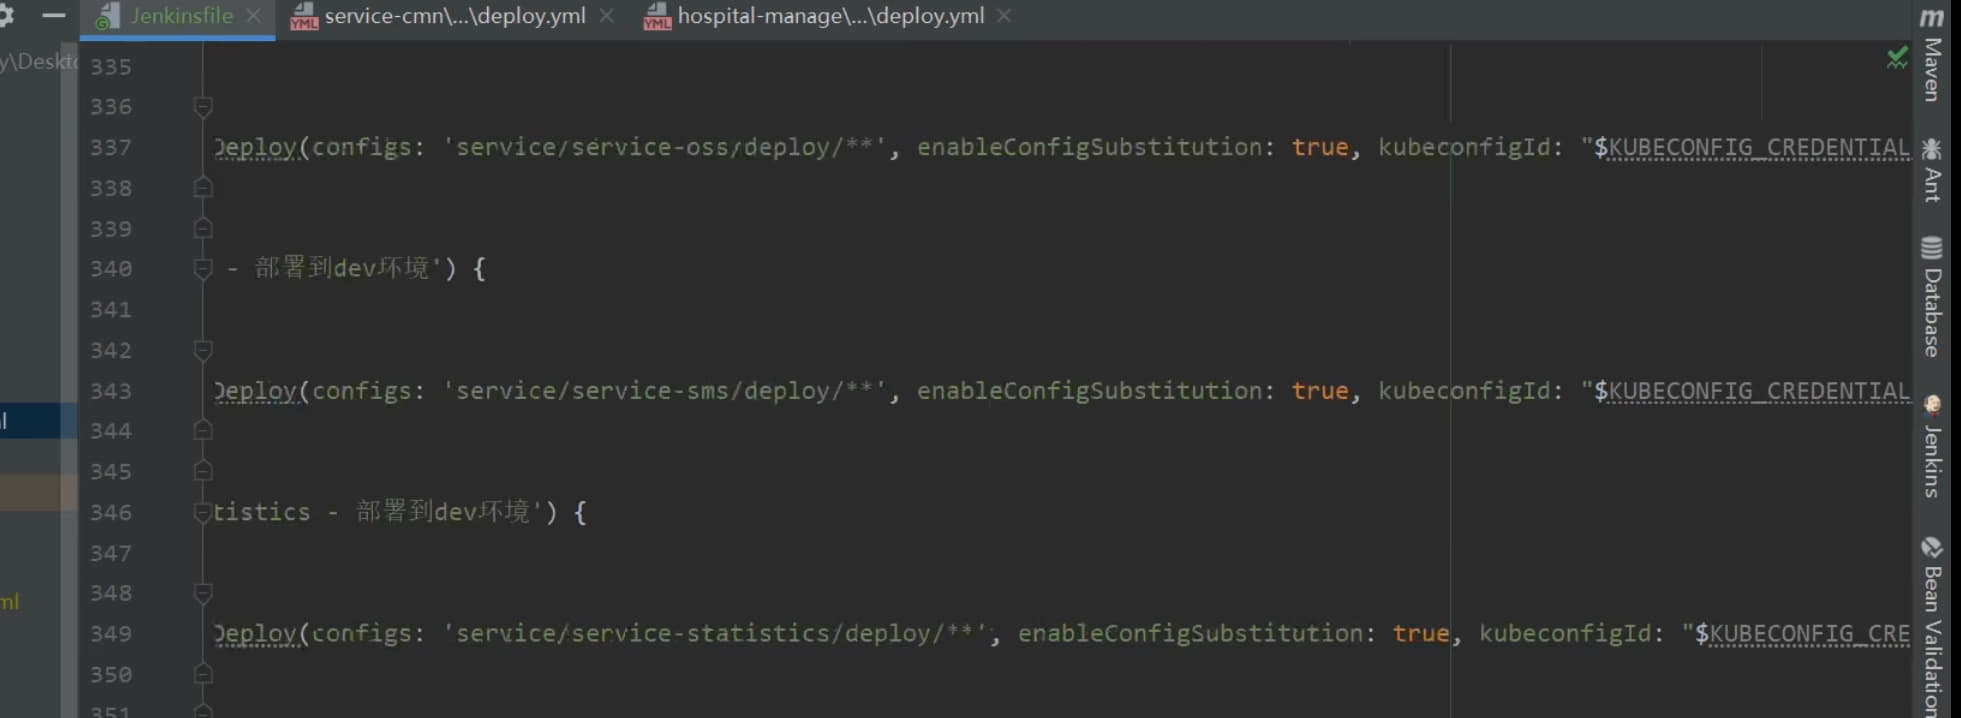 Jenkinsfile
service-cmn\...\deploy.yml
hospital-manage\...\deploy.yml
y\Deskto
335
336
337 Deploy(configs: 'service/service-oss/deploy/**', enableConfigSubstitution: true, kubeconfigId: "$KUBECONFIG_CREDENTIAL
338
339
340 - 部署到dev环境') {
341
342
343 Deploy(configs: 'service/service-sms/deploy/**', enableConfigSubstitution: true, kubeconfigId: "$KUBECONFIG_CREDENTIAL
344
345
346 tistics - 部署到dev环境') {
347
348
349 Deploy(configs: 'service/service-statistics/deploy/**', enableConfigSubstitution: true, kubeconfigId: "$KUBECONFIG_CRE
350
351
ml
Maven
Ant
Database
Jenkins
Bean Validation